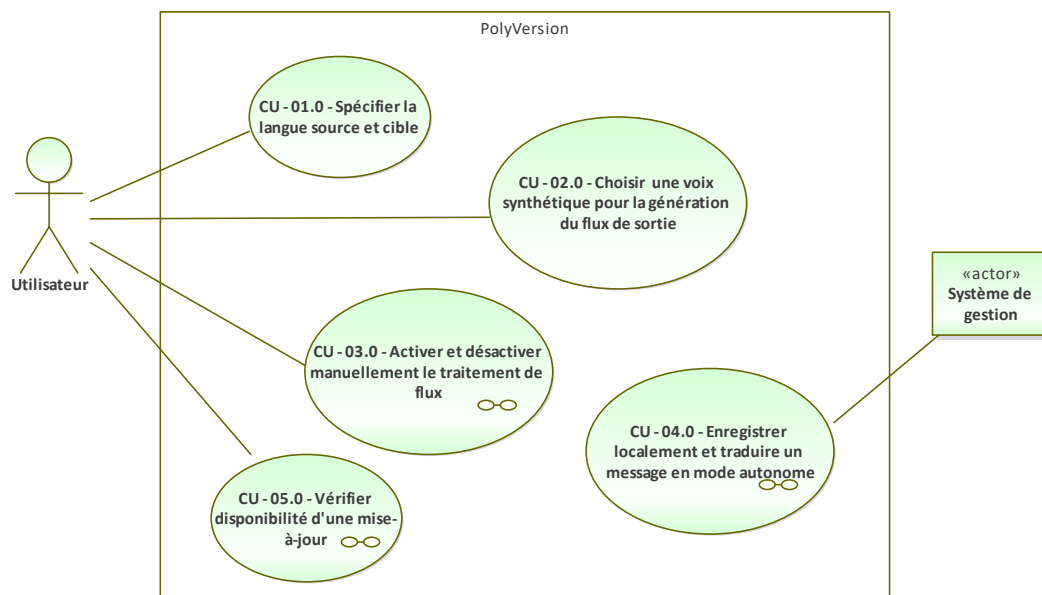 PolyVersion
CU - 01.0 - Spécifier la
langue source et cible
CU - 02.0 - Choisir une voix
synthétique pour la génération
du flux de sortie
Utilisateur
«actor»
Système de
gestion
CU - 03.0 - Activer et désactiver
manuellement le traitement de
flux
CU - 04.0 - Enregistrer
localement et traduire un
message en mode autonome
CU - 05.0 - Vérifier
disponibilité d'une mise-
à-jour